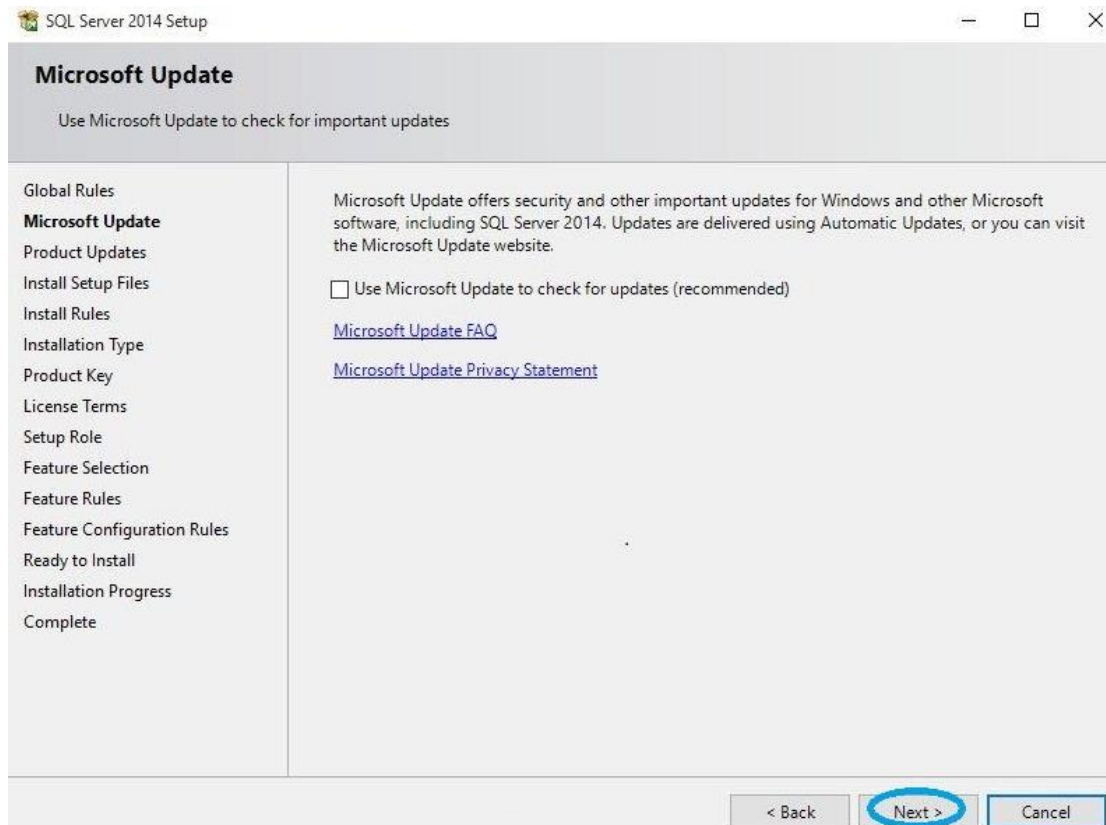 SQL Server 2014 Setup
Microsoft Update
Use Microsoft Update to check for important updates
Global Rules
Microsoft Update
Product Updates
Install Setup Files
Install Rules
Installation Type
Product Key
License Terms
Setup Role
Feature Selection
Feature Rules
Feature Configuration Rules
Ready to Install
Installation Progress
Complete
Microsoft Update offers security and other important updates for Windows and other Microsoft
software, including SQL Server 2014. Updates are delivered using Automatic Updates, or you can visit
the Microsoft Update website.
Use Microsoft Update to check for updates (recommended)
Microsoft Update FAQ
Microsoft Update Privacy Statement
< Back Next > Cancel